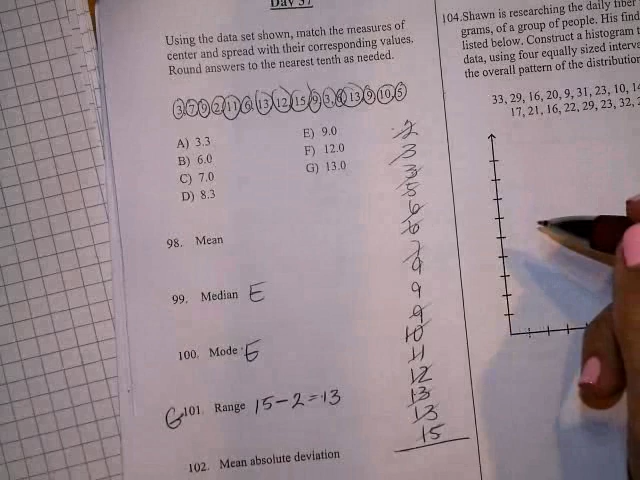 Day 37
Using the data set shown, match the measures of
center and spread with their corresponding values.
Round answers to the nearest tenth as needed.
3, 7, 9, 2, 11, 6, 13, 12, 15, 9, 3, 8, 13, 9, 10, 5
A) 3.3
B) 6.0
C) 7.0
D) 8.3
E) 9.0
F) 12.0
G) 13.0
98. Mean
99. Median E
100. Mode E
G 101. Range 15-2=13
102. Mean absolute deviation
2
3
3
5
6
6
7
9
9
9
10
11
12
13
13
15
104. Shawn is researching the daily fiber
grams, of a group of people. His
listed below. Construct a histogram
data, using four equally sized
the overall pattern of the distribution
33, 29, 16, 20, 9, 31, 23, 10,
17, 21, 16, 22, 29, 23, 32,